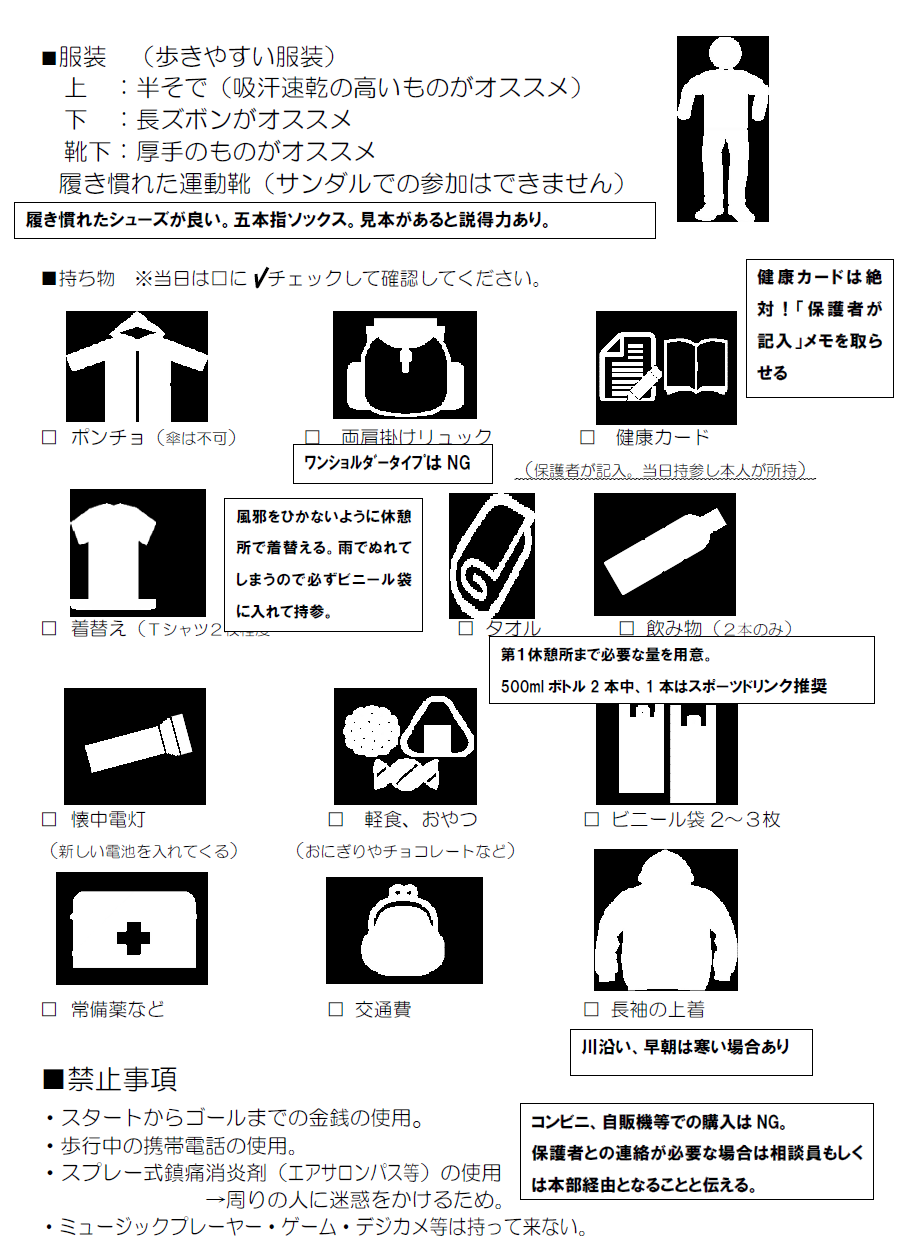 ■服装　（歩きやすい服装）
上　：半そで（吸汗速乾の高いものがオススメ）
下　：長ズボンがオススメ
靴下：厚手のものがオススメ
履き慣れた運動靴（サンダルでの参加はできません）
履き慣れたシューズが良い。五本指ソックス。見本があると説得力あり。
■持ち物　※当日は□に✔チェックして確認してください。
健康カードは絶
対！「保護者が
記入」メモを取ら
せる
□ ポンチョ（傘は不可）
□ 両肩掛けリュック
□ 健康カード
ワンショルダータイプはNG
（保護者が記入。当日持参し本人が所持）
風邪をひかないように休憩
所で着替える。雨でぬれて
しまうので必ずビニール袋
に入れて持参。
□ 着替え（Ｔシャツ２枚程度
□ タオル
□ 飲み物（２本のみ）
第１休憩所まで必要な量を用意。
500mlボトル2本中、1本はスポーツドリンク推奨
□ 懐中電灯
（新しい電池を入れてくる）
□ 軽食、おやつ
（おにぎりやチョコレートなど）
□ ビニール袋２～３枚
□ 常備薬など
□ 交通費
□ 長袖の上着
川沿い、早朝は寒い場合あり
■禁止事項
・スタートからゴールまでの金銭の使用。
・歩行中の携帯電話の使用。
・スプレー式鎮痛消炎剤（エアサロンパス等）の使用
→周りの人に迷惑をかけるため。
・ミュージックプレーヤー・ゲーム・デジカメ等は持って来ない。
コンビニ、自販機等での購入はNG。
保護者との連絡が必要な場合は相談員もしく
は本部経由となることと伝える。